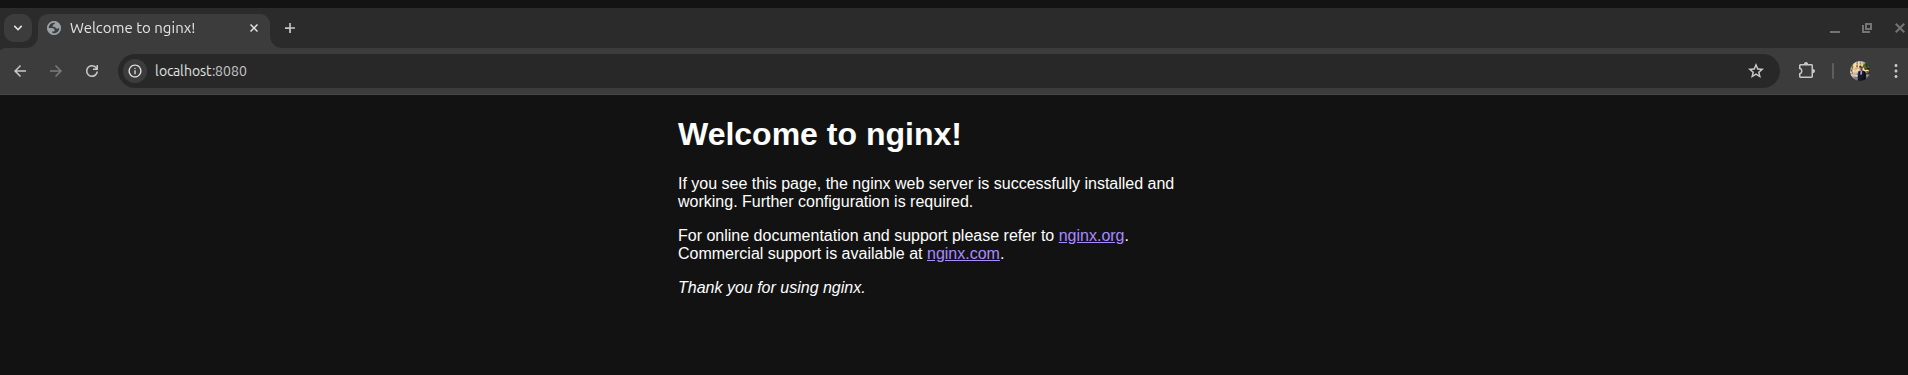 Welcome to nginx!
localhost:8080
Welcome to nginx!
If you see this page, the nginx web server is successfully installed and
working. Further configuration is required.
For online documentation and support please refer to nginx.org.
Commercial support is available at nginx.com.
Thank you for using nginx.